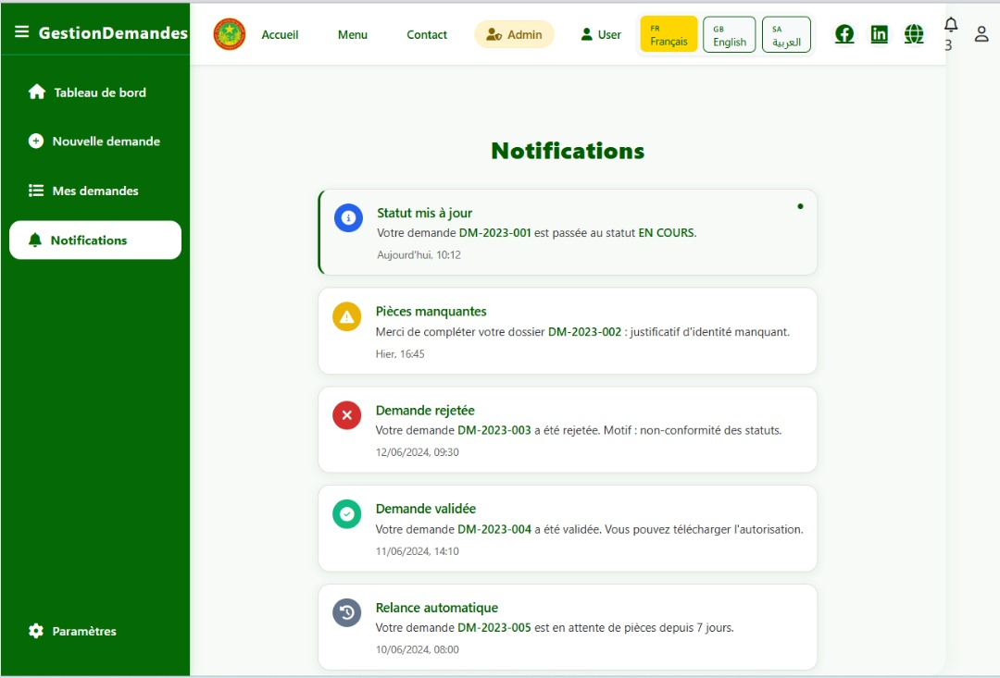 GestionDemandes
Accueil
Menu
Contact
Admin
User
FR
Français
GB
English
SA
العربية
3
Tableau de bord
Nouvelle demande
Mes demandes
Notifications
Paramètres
Notifications
Statut mis à jour
Votre demande DM-2023-001 est passée au statut EN COURS.
Aujourd'hui, 10:12
Pièces manquantes
Merci de compléter votre dossier DM-2023-002 : justificatif d'identité manquant.
Hier, 16:45
Demande rejetée
Votre demande DM-2023-003 a été rejetée. Motif : non-conformité des statuts.
12/06/2024, 09:30
Demande validée
Votre demande DM-2023-004 a été validée. Vous pouvez télécharger l'autorisation.
11/06/2024, 14:10
Relance automatique
Votre demande DM-2023-005 est en attente de pièces depuis 7 jours.
10/06/2024, 08:00